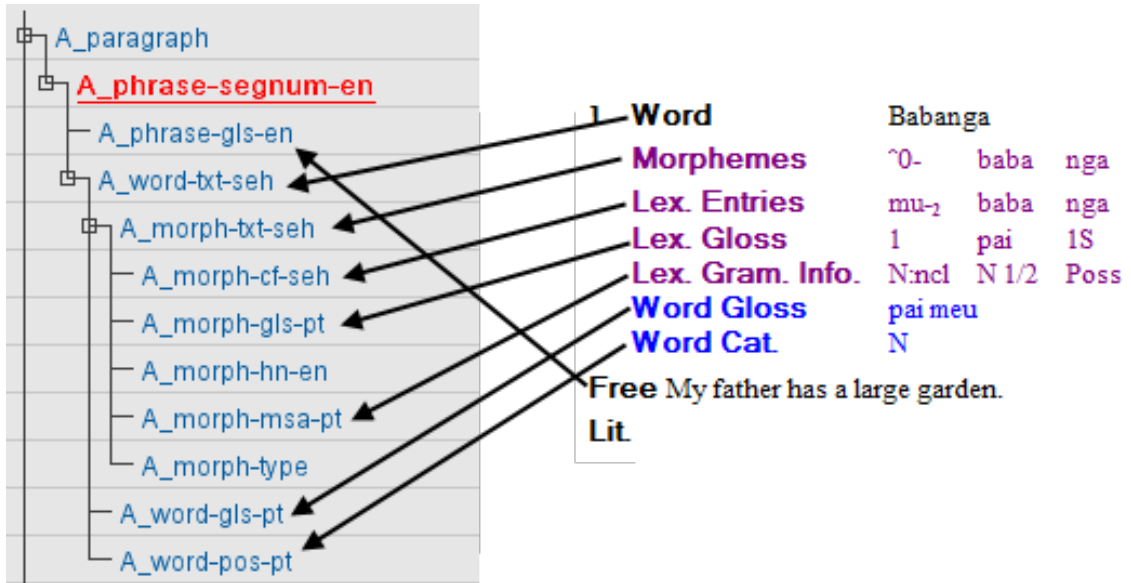 A_paragraph
A_phrase-segnum-en
A_phrase-gls-en
A_word-txt-seh
A_morph-txt-seh
A_morph-cf-seh
A_morph-gls-pt
A_morph-hn-en
A_morph-msa-pt
A_morph-type
A_word-gls-pt
A_word-pos-pt
1 Word Babanga
Morphemes ^0- baba nga
Lex. Entries mu-₂ baba nga
Lex. Gloss 1 pai 1S
Lex. Gram. Info. N:ncl N 1/2 Poss
Word Gloss pai meu
Word Cat. N
Free My father has a large garden.
Lit.